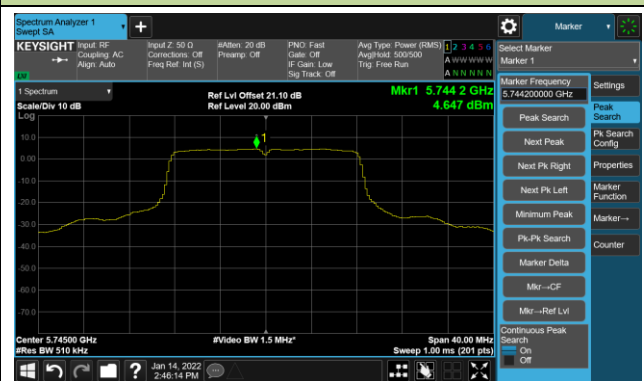 Spectrum Analyzer 1
Swept SA
+
Marker
KEYSIGHT
Input: RF
Coupling: AC
Align: Auto
Input Z: 50 Ω
Corrections: Off
Freq Ref: Int (S)
#Atten: 20 dB
Preamp: Off
PNO: Fast
Gate: Off
IF Gain: Low
Sig Track: Off
Avg Type: Power (RMS)
Avg|Hold: 500/500
Trig: Free Run
1 2 3 4 5 6
A W W W W W
A N N N N N
Select Marker
Marker 1
1 Spectrum
Scale/Div 10 dB
Log
Ref Lvl Offset 21.10 dB
Ref Level 20.00 dBm
Mkr1 5.744 2 GHz
4.647 dBm
1
10.0
0.00
-10.0
-20.0
-30.0
-40.0
-50.0
-60.0
-70.0
Center 5.74500 GHz
#Res BW 510 kHz
#Video BW 1.5 MHz*
Span 40.00 MHz
Sweep 1.00 ms (201 pts)
Marker Frequency
5.744200000 GHz
Peak Search
Next Peak
Next Pk Right
Next Pk Left
Minimum Peak
Pk-Pk Search
Marker Delta
Mkr→CF
Mkr→Ref Lvl
Continuous Peak
Search
On
Off
Settings
Peak
Search
Pk Search
Config
Properties
Marker
Function
Marker→
Counter
?
Jan 14, 2022
2:46:14 PM